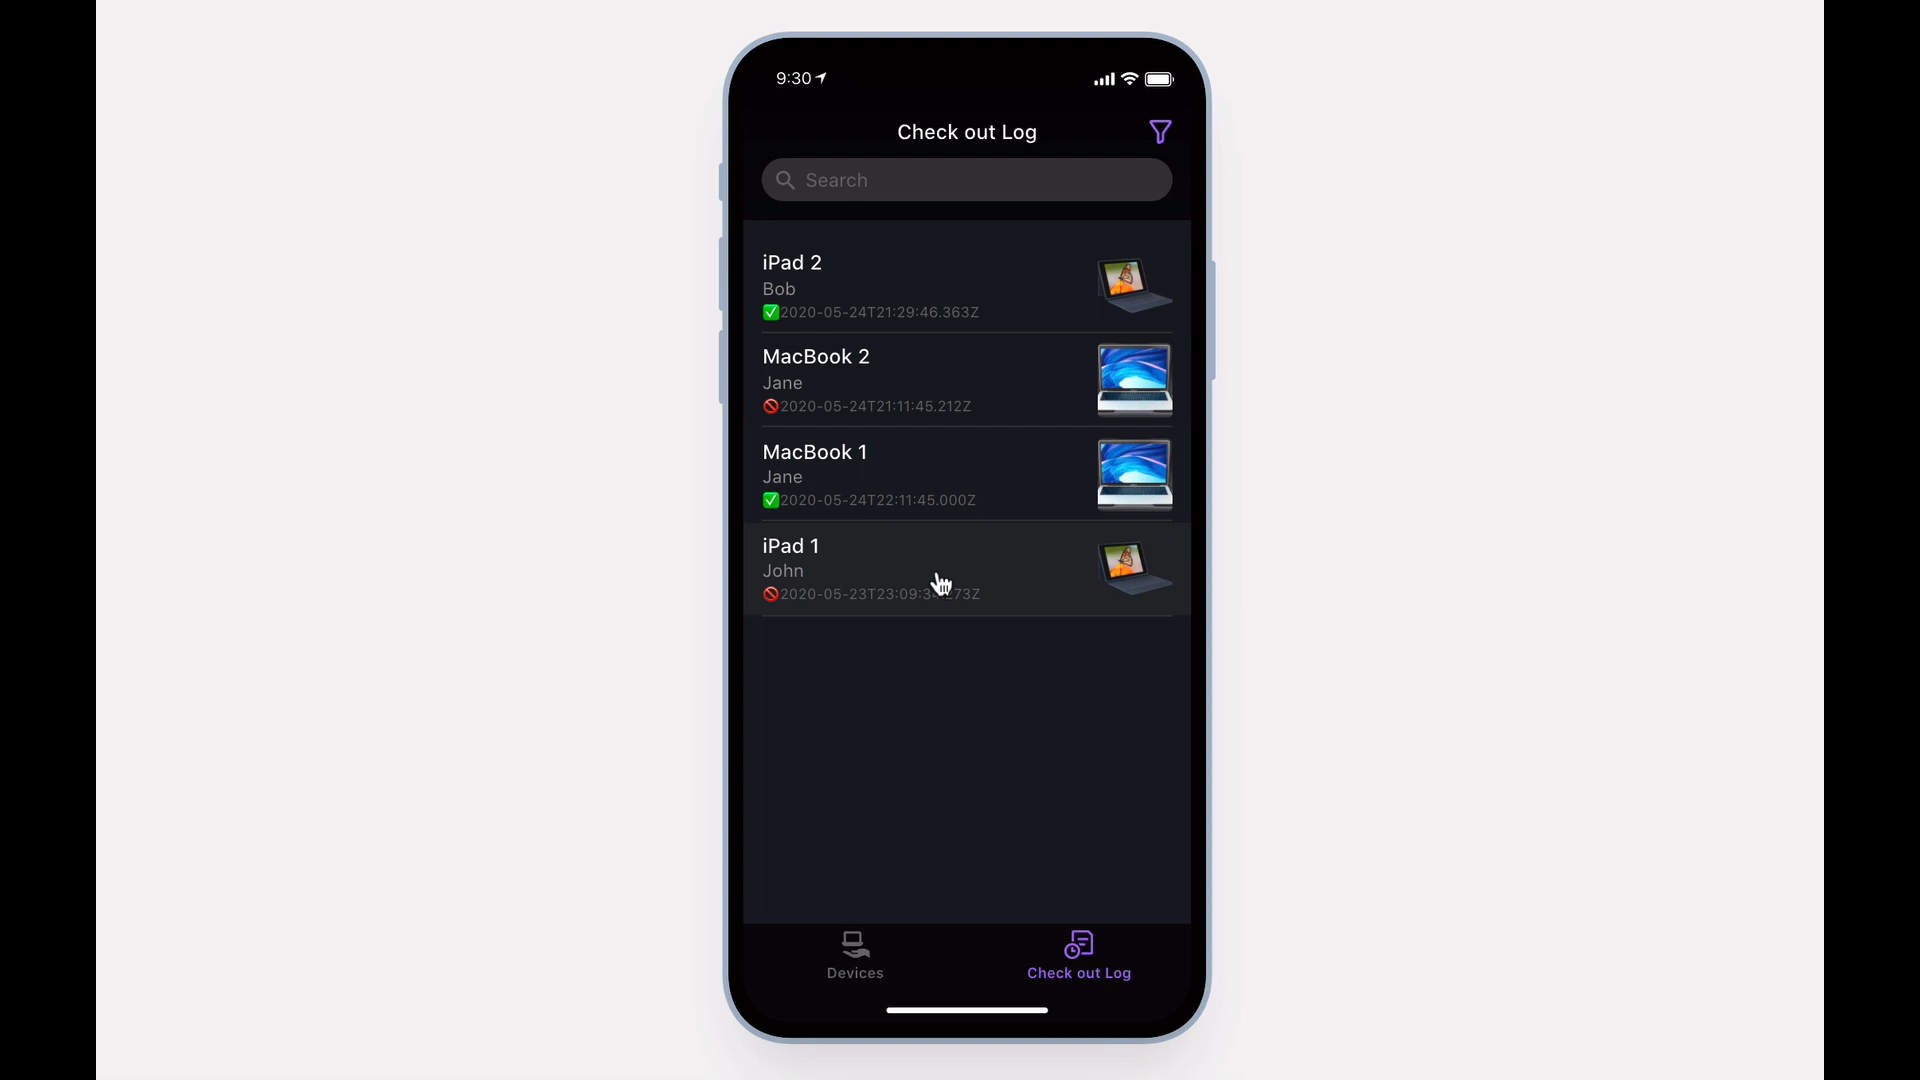 9:30
Check out Log
Search
iPad 2
Bob
✅2020-05-24T21:29:46.363Z
MacBook 2
Jane
🚫2020-05-24T21:11:45.212Z
MacBook 1
Jane
✅2020-05-24T22:11:45.000Z
iPad 1
John
Devices
Check out Log